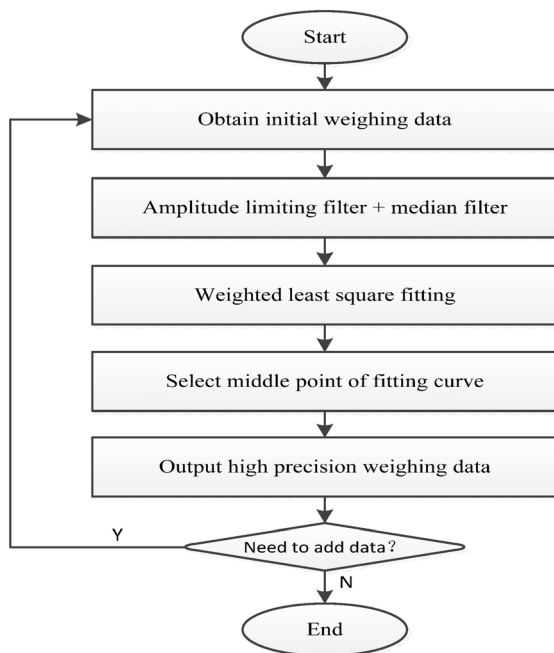 Start
Obtain initial weighing data
Amplitude limiting filter + median filter
Weighted least square fitting
Select middle point of fitting curve
Output high precision weighing data
Y
Need to add data？
N
End